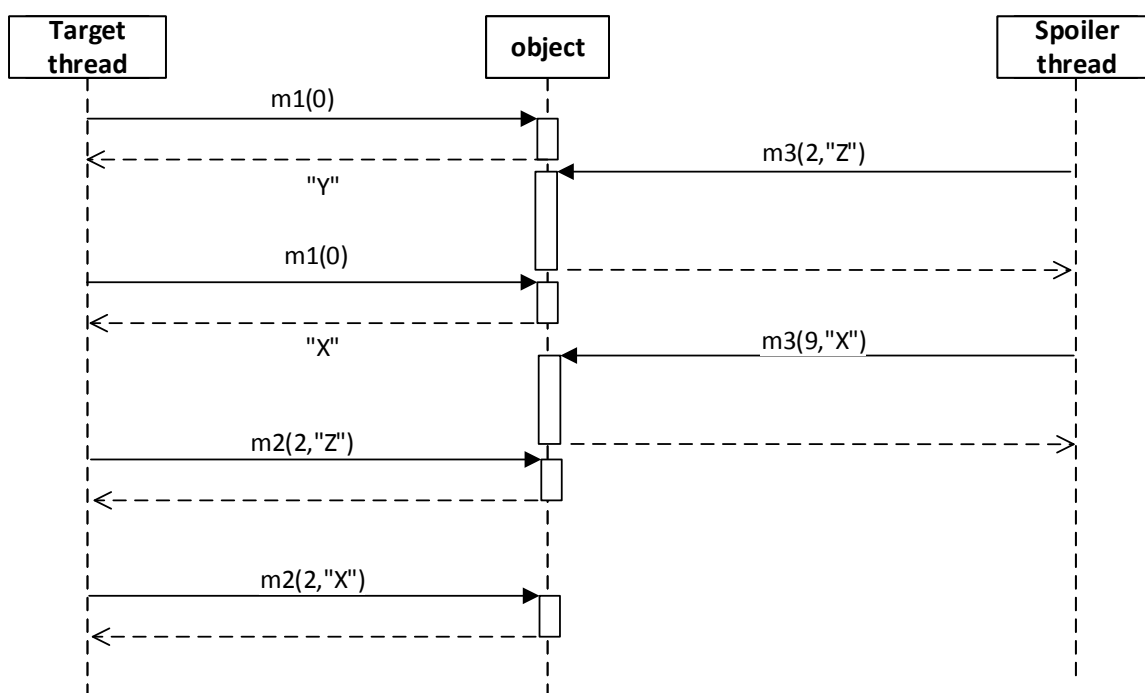 Target
thread
object
Spoiler
thread
m1(0)
m3(2,"Z")
"Y"
m1(0)
"X"
m3(9,"X")
m2(2,"Z")
m2(2,"X")